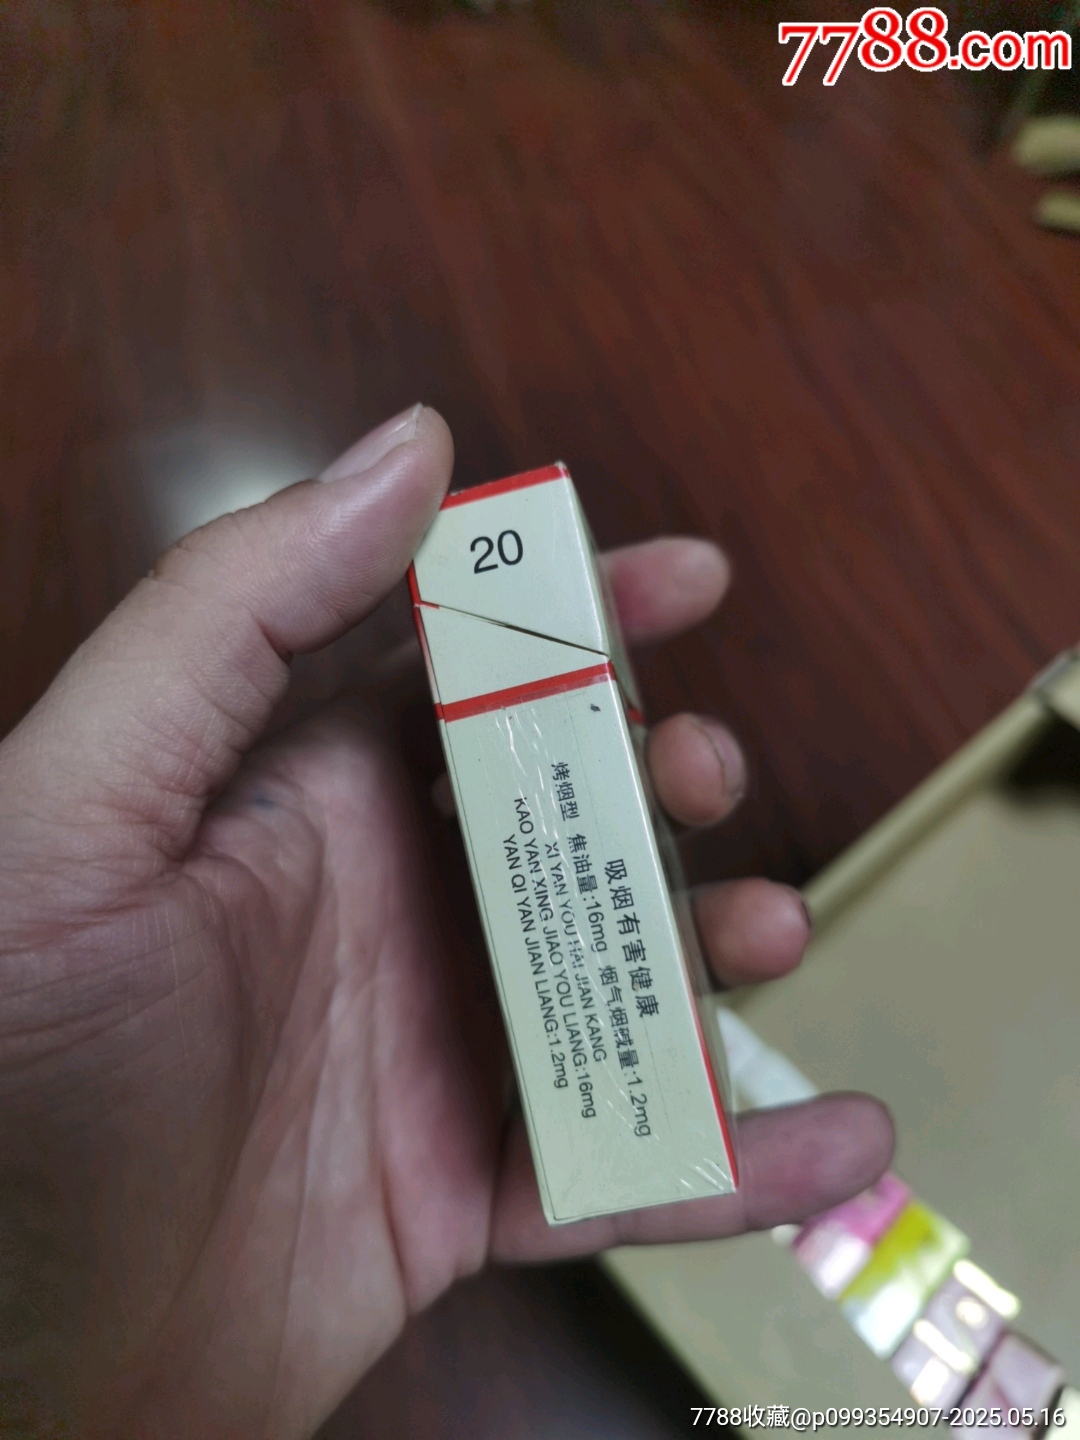 7788.com
20
吸烟有害健康
烤烟型 焦油量:16mg 烟气烟碱量:1.2mg
XI YAN YOU HAI JIAN KANG
KAO YAN XING JIAO YOU LIANG:16mg
YAN QI YAN JIAN LIANG:1.2mg
7788收藏@p099354907-2025.05.16